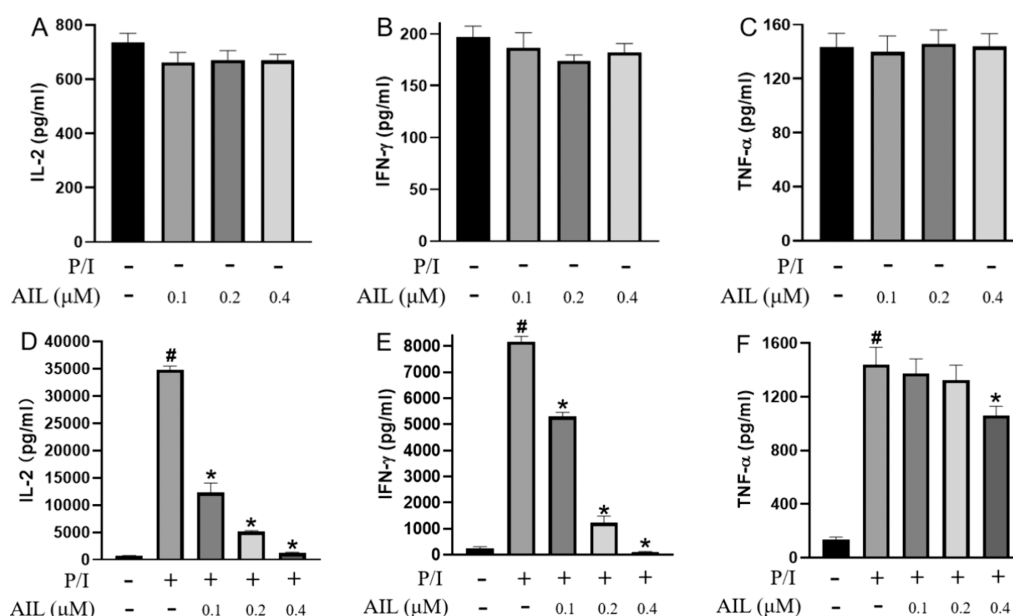 A
IL-2 (pg/ml)
800
600
400
200
0
P/I - - - -
AIL (μM) - 0.1 0.2 0.4
B
IFN-γ (pg/ml)
200
150
100
50
0
- - - -
- 0.1 0.2 0.4
C
TNF-α (pg/ml)
160
120
80
40
0
P/I - - - -
AIL (μM) - 0.1 0.2 0.4
D
IL-2 (pg/ml)
40000
35000
30000
25000
20000
15000
10000
5000
0
# * * *
P/I - + + + +
AIL (μM) - 0.1 0.2 0.4
E
IFN-γ (pg/ml)
8000
7000
6000
5000
4000
3000
2000
1000
0
# * * *
P/I - + + + +
AIL (μM) - - 0.1 0.2 0.4
F
TNF-α (pg/ml)
1600
1200
800
400
0
# *
P/I - + + + +
AIL (μM) - - 0.1 0.2 0.4